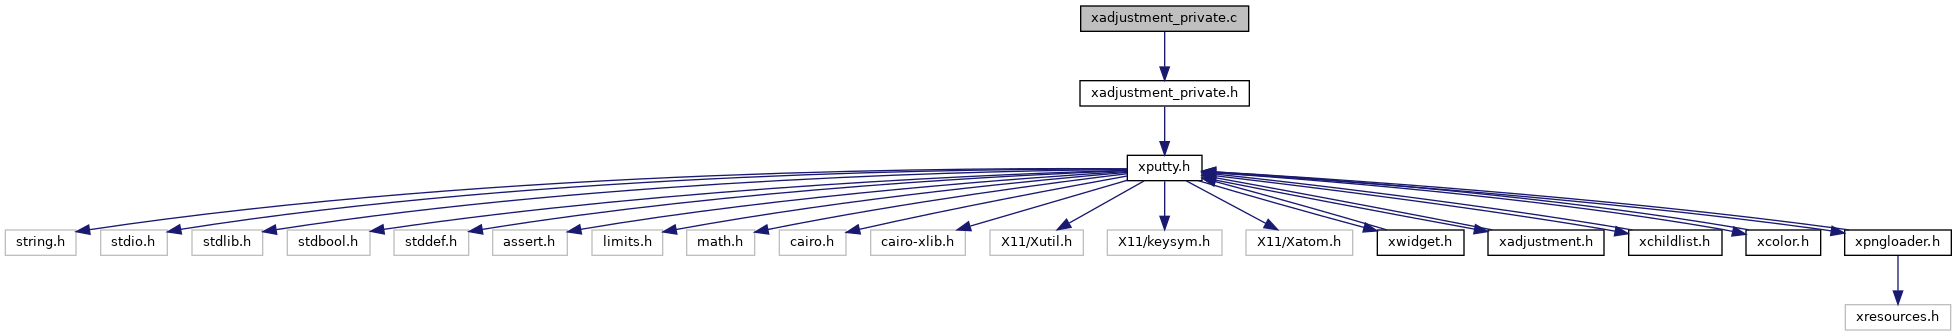 xadjustment_private.c
xadjustment_private.h
xputty.h
string.h
stdio.h
stdlib.h
stdbool.h
stddef.h
assert.h
limits.h
math.h
cairo.h
cairo-xlib.h
X11/Xutil.h
X11/keysym.h
X11/Xatom.h
xwidget.h
xadjustment.h
xchildlist.h
xcolor.h
xpngloader.h
xresources.h